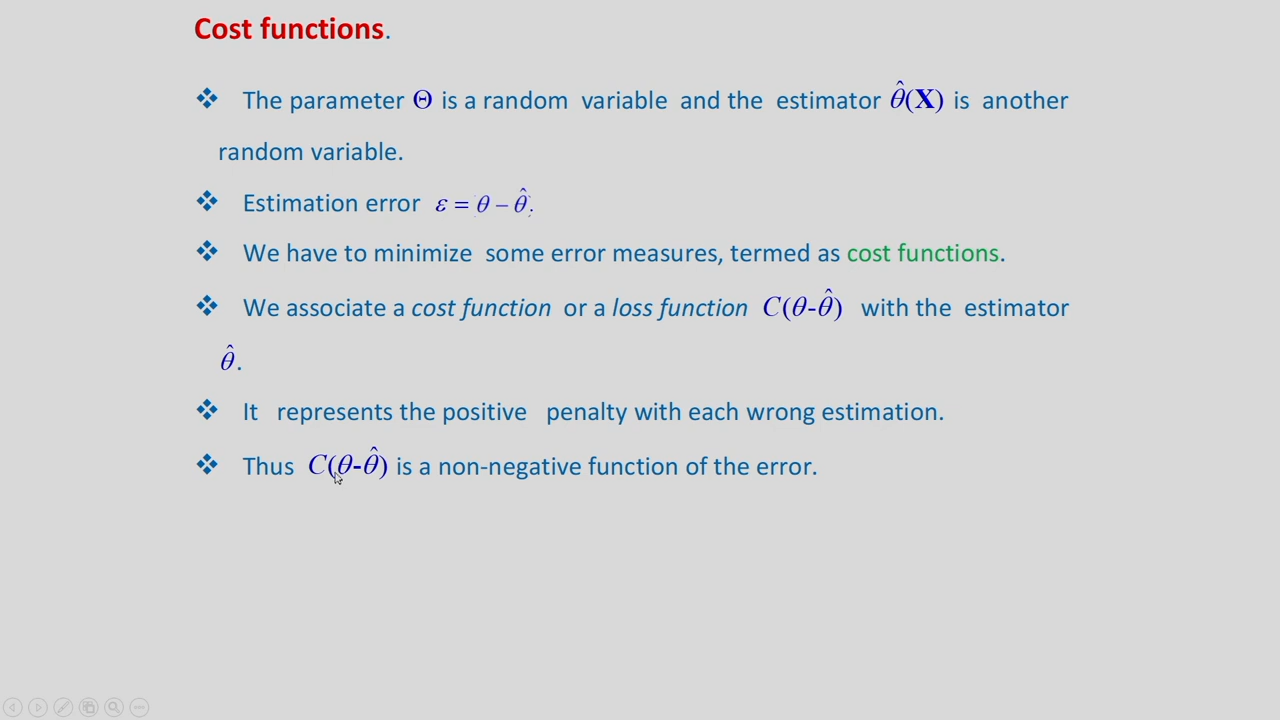 Cost functions.
❖ The parameter Θ is a random variable and the estimator θ̂(X) is another
random variable.
❖ Estimation error ε = θ – θ̂.
❖ We have to minimize some error measures, termed as cost functions.
❖ We associate a cost function or a loss function C(θ-θ̂) with the estimator
θ̂.
❖ It represents the positive penalty with each wrong estimation.
❖ Thus C(θ-θ̂) is a non-negative function of the error.